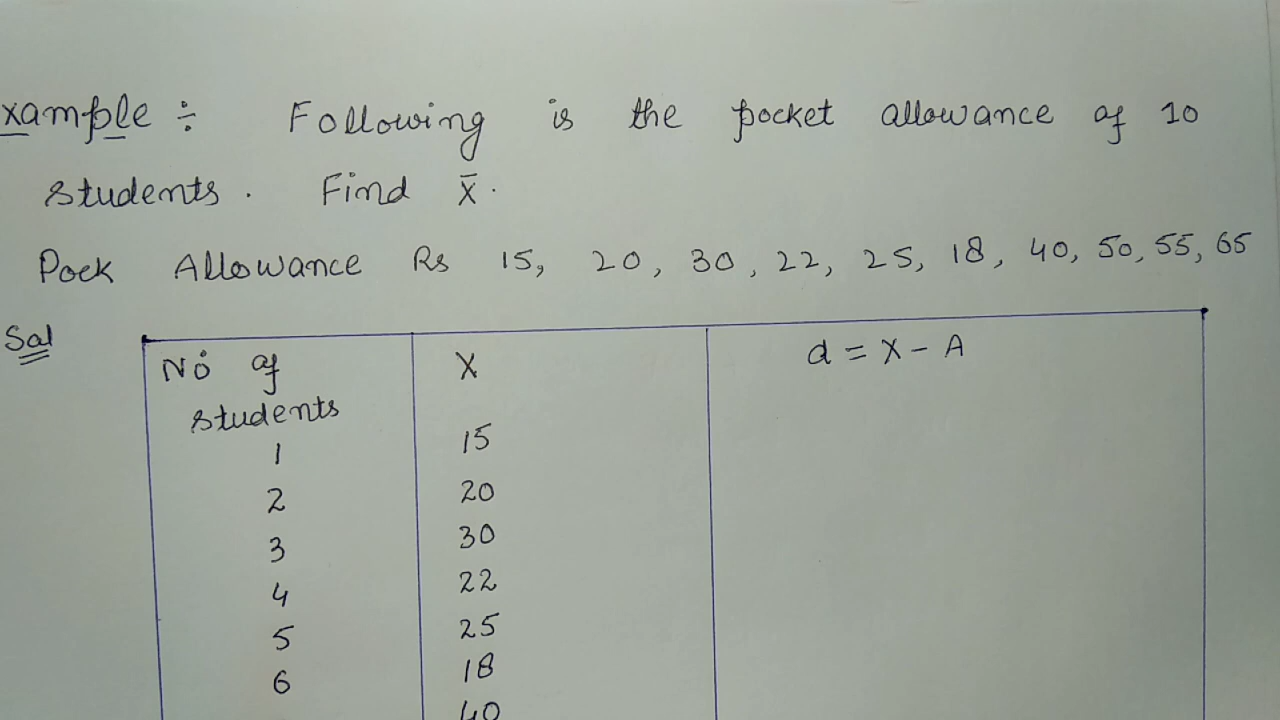 xample ÷ Following is the pocket allowance of 10
students. Find X̄.
Pock Allowance Rs 15, 20, 30, 22, 25, 18, 40, 50, 55, 65
Sol
No of X d = X - A
students
1 15
2 20
3 30
4 22
5 25
6 18
40